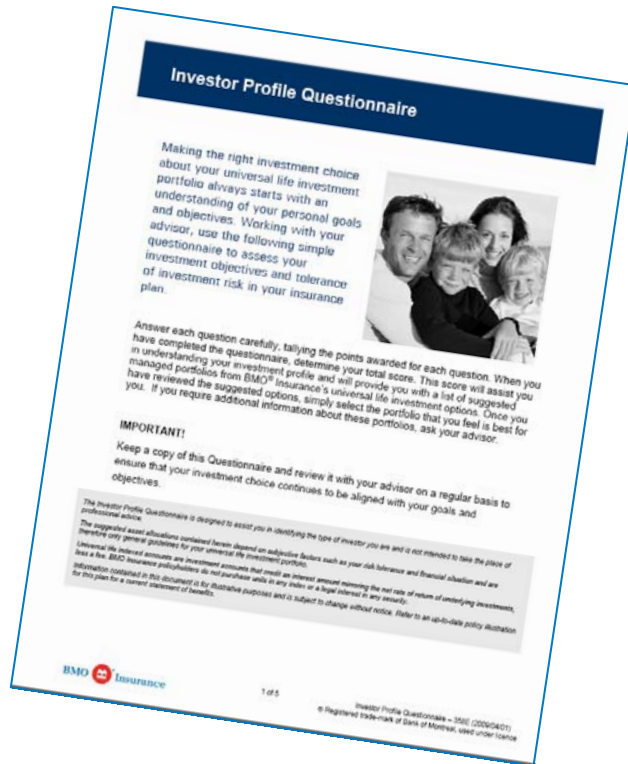 Investor Profile Questionnaire
Making the right investment choice
about your universal life investment
portfolio always starts with an
understanding of your personal goals
and objectives. Working with your
advisor, use the following simple
questionnaire to assess your
investment objectives and tolerance
of investment risk in your insurance
plan.
Answer each question carefully, tallying the points awarded for each question. When you
have completed the questionnaire, determine your total score. This score will assist you
in understanding your investment profile and will provide you with a list of suggested
managed portfolios from BMO® Insurance's universal life investment options. Once you
have reviewed the suggested options, simply select the portfolio that you feel is best for
you. If you require additional information about these portfolios, ask your advisor.
IMPORTANT!
Keep a copy of this Questionnaire and review it with your advisor on a regular basis to
ensure that your investment choice continues to be aligned with your goals and
objectives.
The Investor Profile Questionnaire is designed to assist you in identifying the type of investor you are and is not intended to take the place of
professional advice.
The suggested asset allocations contained herein depend on subjective factors such as your risk tolerance and financial situation and are
therefore only general guidelines for your universal life investment portfolio.
Universal life indexed accounts are investment accounts that credit an interest amount mirroring the net rate of return of underlying investments,
less a fee. BMO Insurance policyholders do not purchase units in any index or a legal interest in any security.
Information contained in this document is for illustrative purposes and is subject to change without notice. Refer to an up-to-date policy illustration
for this plan for a current statement of benefits.
BMO Insurance
1 of 5
Investor Profile Questionnaire – 358E (2009/04/01)
® Registered trade-mark of Bank of Montreal, used under licence